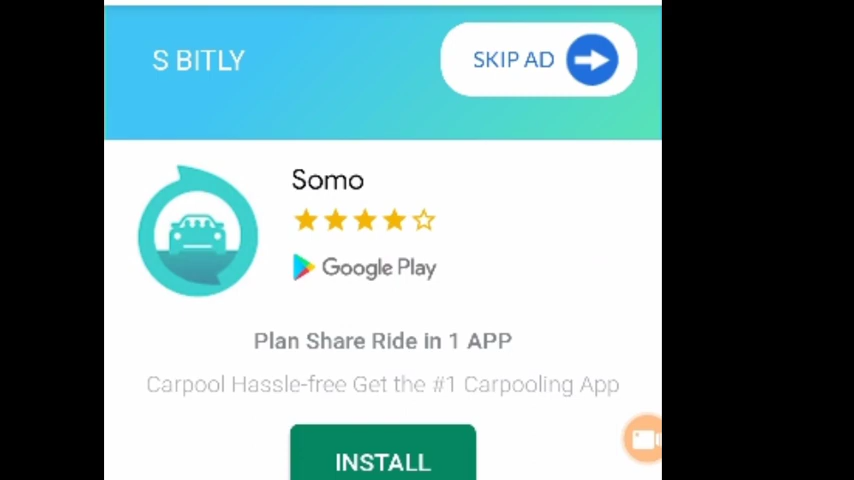 S BITLY
SKIP AD
Somo
Google Play
Plan Share Ride in 1 APP
Carpool Hassle-free Get the #1 Carpooling App
INSTALL